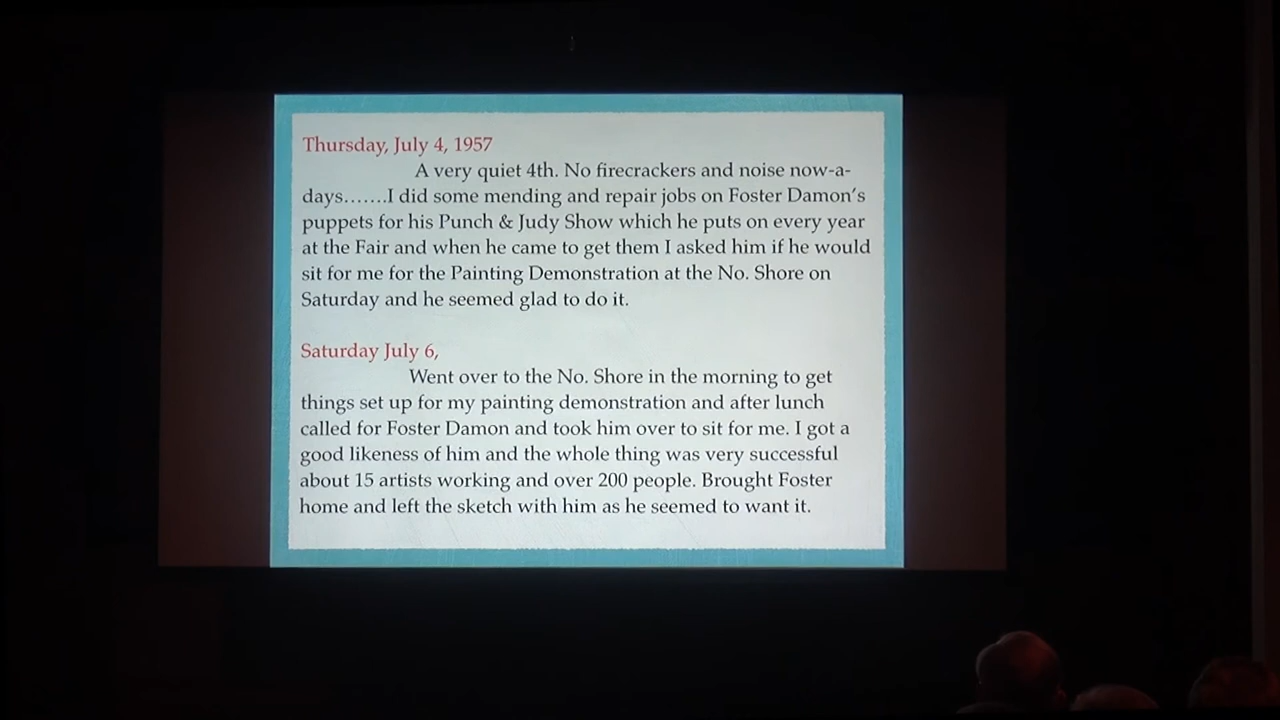 Thursday, July 4, 1957
A very quiet 4th. No firecrackers and noise now-a-
days.......I did some mending and repair jobs on Foster Damon's
puppets for his Punch & Judy Show which he puts on every year
at the Fair and when he came to get them I asked him if he would
sit for me for the Painting Demonstration at the No. Shore on
Saturday and he seemed glad to do it.
Saturday July 6,
Went over to the No. Shore in the morning to get
things set up for my painting demonstration and after lunch
called for Foster Damon and took him over to sit for me. I got a
good likeness of him and the whole thing was very successful
about 15 artists working and over 200 people. Brought Foster
home and left the sketch with him as he seemed to want it.